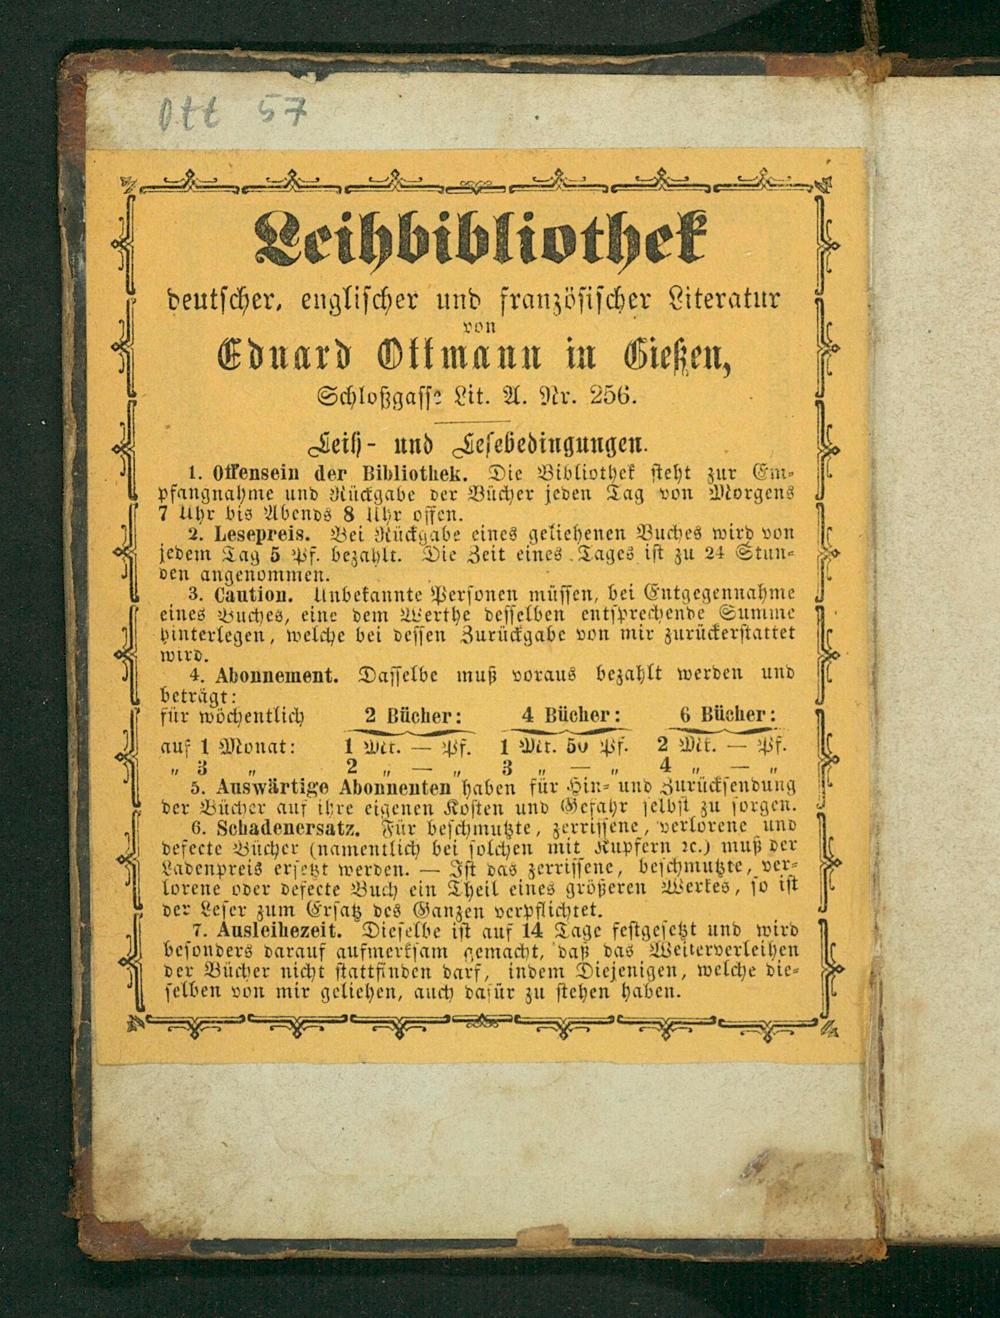 Ott 57
Leihbibliothek
deutscher, englischer und französischer Literatur
von
Eduard Ottmann in Gießen,
Schloßgasse Lit. A. Nr. 256.
Leih- und Lesebedingungen.
1. Offensein der Bibliothek. Die Bibliothek steht zur Em-
pfangnahme und Rückgabe der Bücher jeden Tag von Morgens
7 Uhr bis Abends 8 Uhr offen.
2. Lesepreis. Bei Rückgabe eines geliehenen Buches wird von
jedem Tag 5 Pf. bezahlt. Die Zeit eines Tages ist zu 24 Stun-
den angenommen.
3. Caution. Unbekannte Personen müssen, bei Entgegennahme
eines Buches, eine dem Werthe desselben entsprechende Summe
hinterlegen, welche bei dessen Zurückgabe von mir zurückerstattet
wird.
4. Abonnement. Dasselbe muß voraus bezahlt werden und
beträgt:
für wöchentlich 2 Bücher: 4 Bücher: 6 Bücher:
auf 1 Monat: 1 Mk. — Pf. 1 Mk. 50 Pf. 2 Mk. — Pf.
„ 3 „ 2 „ — „ 3 „ — „ 4 „ — „
5. Auswärtige Abonnenten haben für Hin- und Zurücksendung
der Bücher auf ihre eigenen Kosten und Gefahr selbst zu sorgen.
6. Schadenersatz. Für beschmutzte, zerrissene, verlorene und
defecte Bücher (namentlich bei solchen mit Kupfern ꝛc.) muß der
Ladenpreis ersetzt werden. — Ist das zerrissene, beschmutzte, ver-
lorene oder defecte Buch ein Theil eines größeren Werkes, so ist
der Leser zum Ersatz des Ganzen verpflichtet.
7. Ausleihezeit. Dieselbe ist auf 14 Tage festgesetzt und wird
besonders darauf aufmerksam gemacht, daß das Weiterverleihen
der Bücher nicht stattfinden darf, indem Diejenigen, welche die-
selben von mir geliehen, auch dafür zu stehen haben.